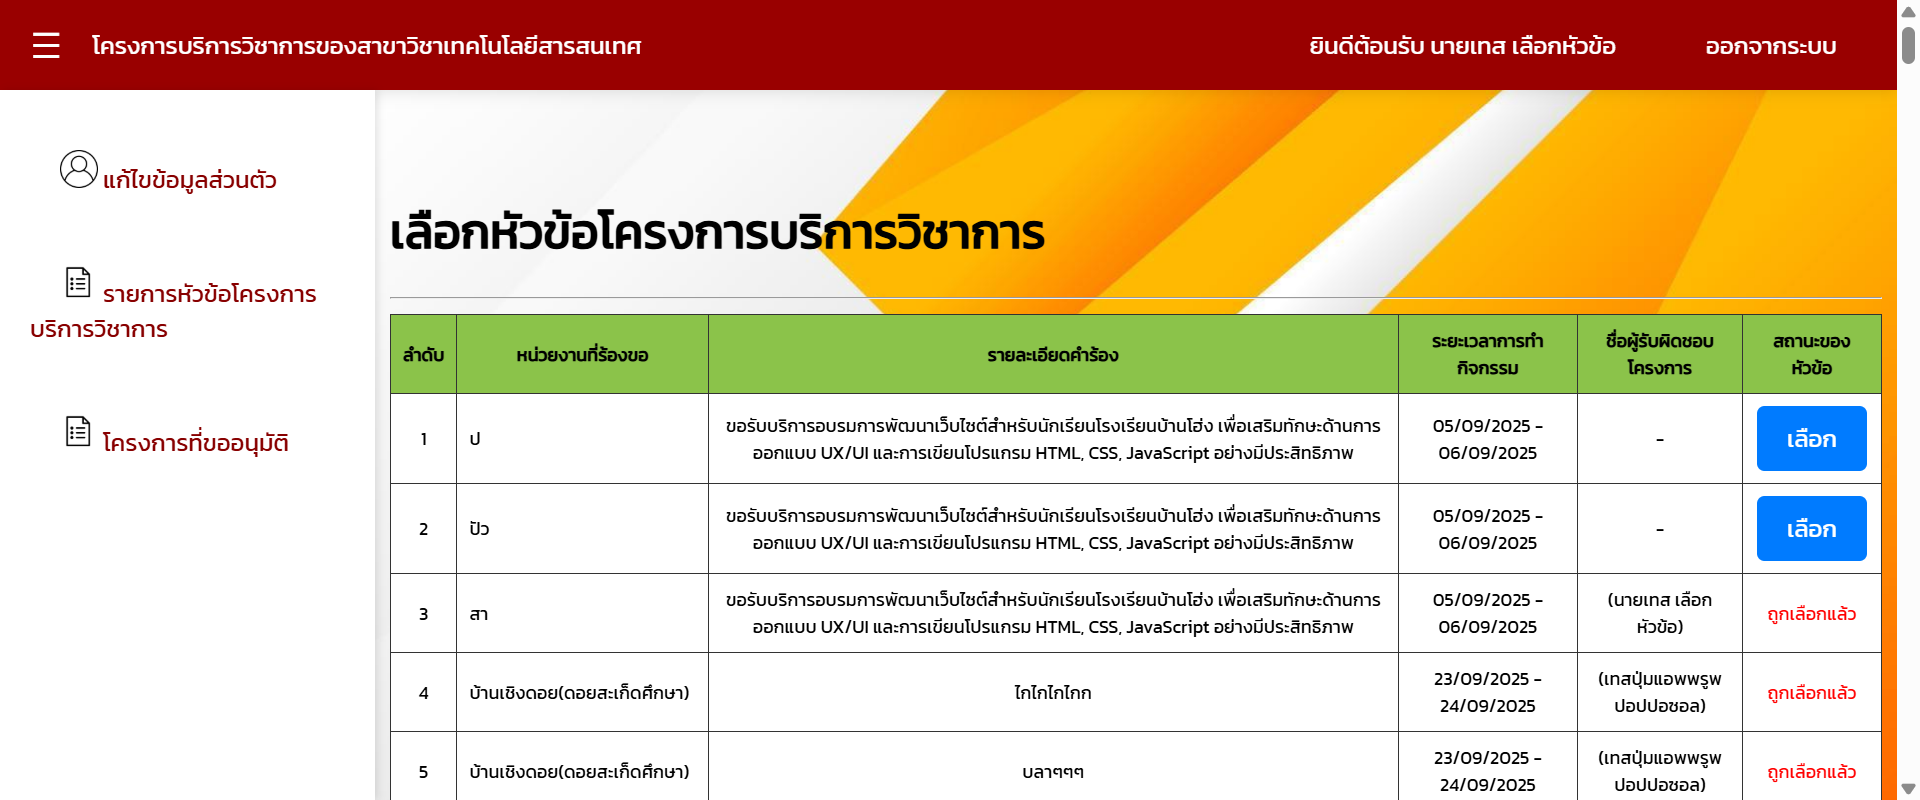 โครงการบริการวิชาการของสาขาวิชาเทคโนโลยีสารสนเทศ
ยินดีต้อนรับ นายเทส เลือกหัวข้อ
ออกจากระบบ
แก้ไขข้อมูลส่วนตัว
รายการหัวข้อโครงการ
บริการวิชาการ
โครงการที่ขออนุมัติ
เลือกหัวข้อโครงการบริการวิชาการ
ลำดับ
หน่วยงานที่ร้องขอ
รายละเอียดคำร้อง
ระยะเวลาการทำ
กิจกรรม
ชื่อผู้รับผิดชอบ
โครงการ
สถานะของ
หัวข้อ
1
ป
ขอรับบริการอบรมการพัฒนาเว็บไซต์สำหรับนักเรียนโรงเรียนบ้านโฮ่ง เพื่อเสริมทักษะด้านการ
ออกแบบ UX/UI และการเขียนโปรแกรม HTML, CSS, JavaScript อย่างมีประสิทธิภาพ
05/09/2025 -
06/09/2025
-
เลือก
2
ปัว
ขอรับบริการอบรมการพัฒนาเว็บไซต์สำหรับนักเรียนโรงเรียนบ้านโฮ่ง เพื่อเสริมทักษะด้านการ
ออกแบบ UX/UI และการเขียนโปรแกรม HTML, CSS, JavaScript อย่างมีประสิทธิภาพ
05/09/2025 -
06/09/2025
-
เลือก
3
สา
ขอรับบริการอบรมการพัฒนาเว็บไซต์สำหรับนักเรียนโรงเรียนบ้านโฮ่ง เพื่อเสริมทักษะด้านการ
ออกแบบ UX/UI และการเขียนโปรแกรม HTML, CSS, JavaScript อย่างมีประสิทธิภาพ
05/09/2025 -
06/09/2025
(นายเทส เลือก
หัวข้อ)
ถูกเลือกแล้ว
4
บ้านเชิงดอย(ดอยสะเก็ดศึกษา)
ไกไกไกไกก
23/09/2025 -
24/09/2025
(เทสปุ่มแอพพรูพ
ปอปปอซอล)
ถูกเลือกแล้ว
5
บ้านเชิงดอย(ดอยสะเก็ดศึกษา)
บลาๆๆๆ
23/09/2025 -
24/09/2025
(เทสปุ่มแอพพรูพ
ปอปปอซอล)
ถูกเลือกแล้ว